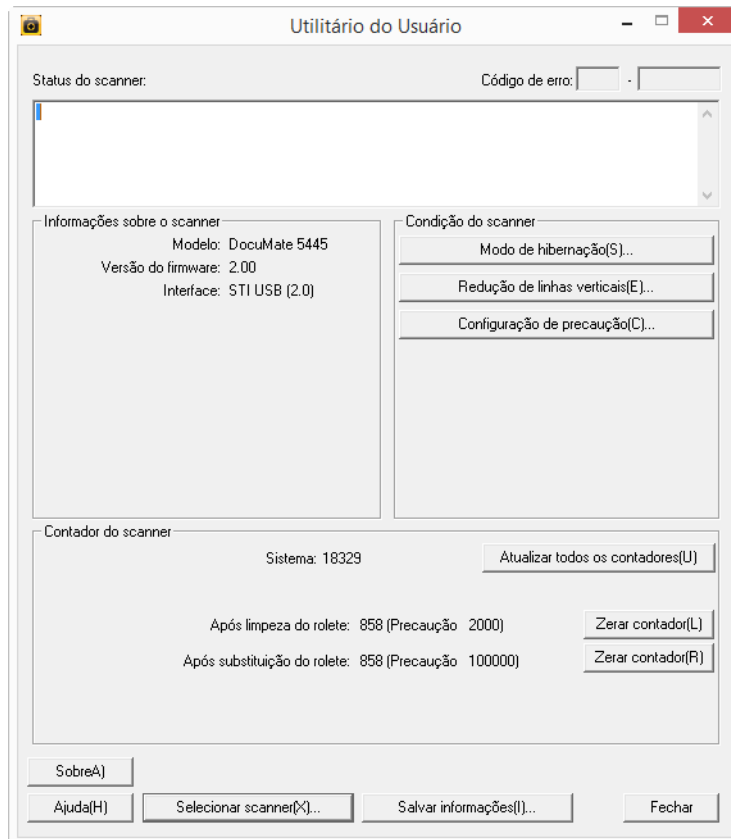 Utilitário do Usuário
Status do scanner:
Código de erro: -
Informações sobre o scanner
Modelo: DocuMate 5445
Versão do firmware: 2.00
Interface: STI USB (2.0)
Condição do scanner
Modo de hibernação(S)...
Redução de linhas verticais(E)...
Configuração de precaução(C)...
Contador do scanner
Sistema: 18329
Atualizar todos os contadores(U)
Após limpeza do rolete: 858 (Precaução 2000)
Zerar contador(L)
Após substituição do rolete: 858 (Precaução 100000)
Zerar contador(R)
SobreA)
Ajuda(H)
Selecionar scanner(X)...
Salvar informações(I)...
Fechar